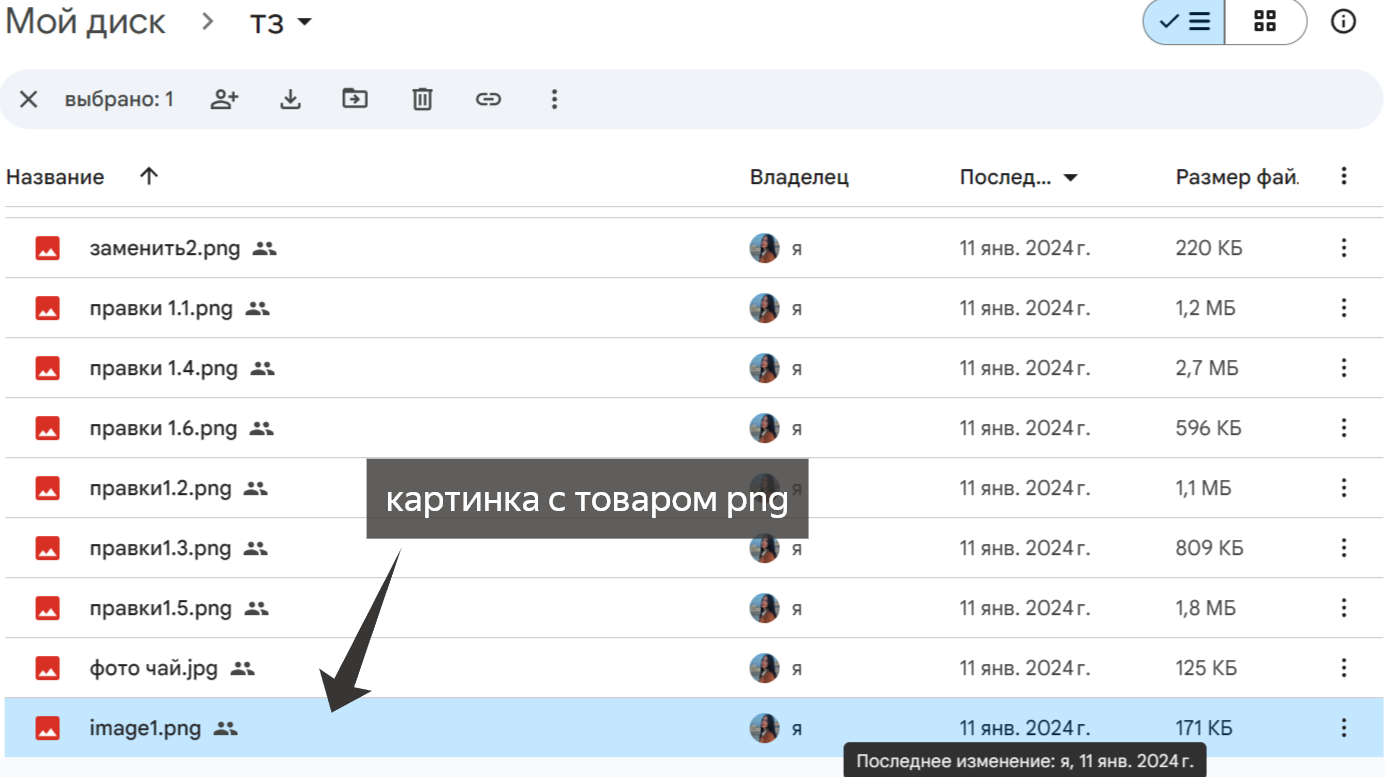 Мой диск > ТЗ
выбрано: 1
Название Владелец Послед... Размер фай.
заменить2.png я 11 янв. 2024 г. 220 КБ
правки 1.1.png я 11 янв. 2024 г. 1,2 МБ
правки 1.4.png я 11 янв. 2024 г. 2,7 МБ
правки 1.6.png я 11 янв. 2024 г. 596 КБ
правки1.2.png я 11 янв. 2024 г. 1,1 МБ
картинка с товаром png
правки1.3.png я 11 янв. 2024 г. 809 КБ
правки1.5.png я 11 янв. 2024 г. 1,8 МБ
фото чай.jpg я 11 янв. 2024 г. 125 КБ
image1.png я 11 янв. 2024 г. 171 КБ
Последнее изменение: я, 11 янв. 2024 г.